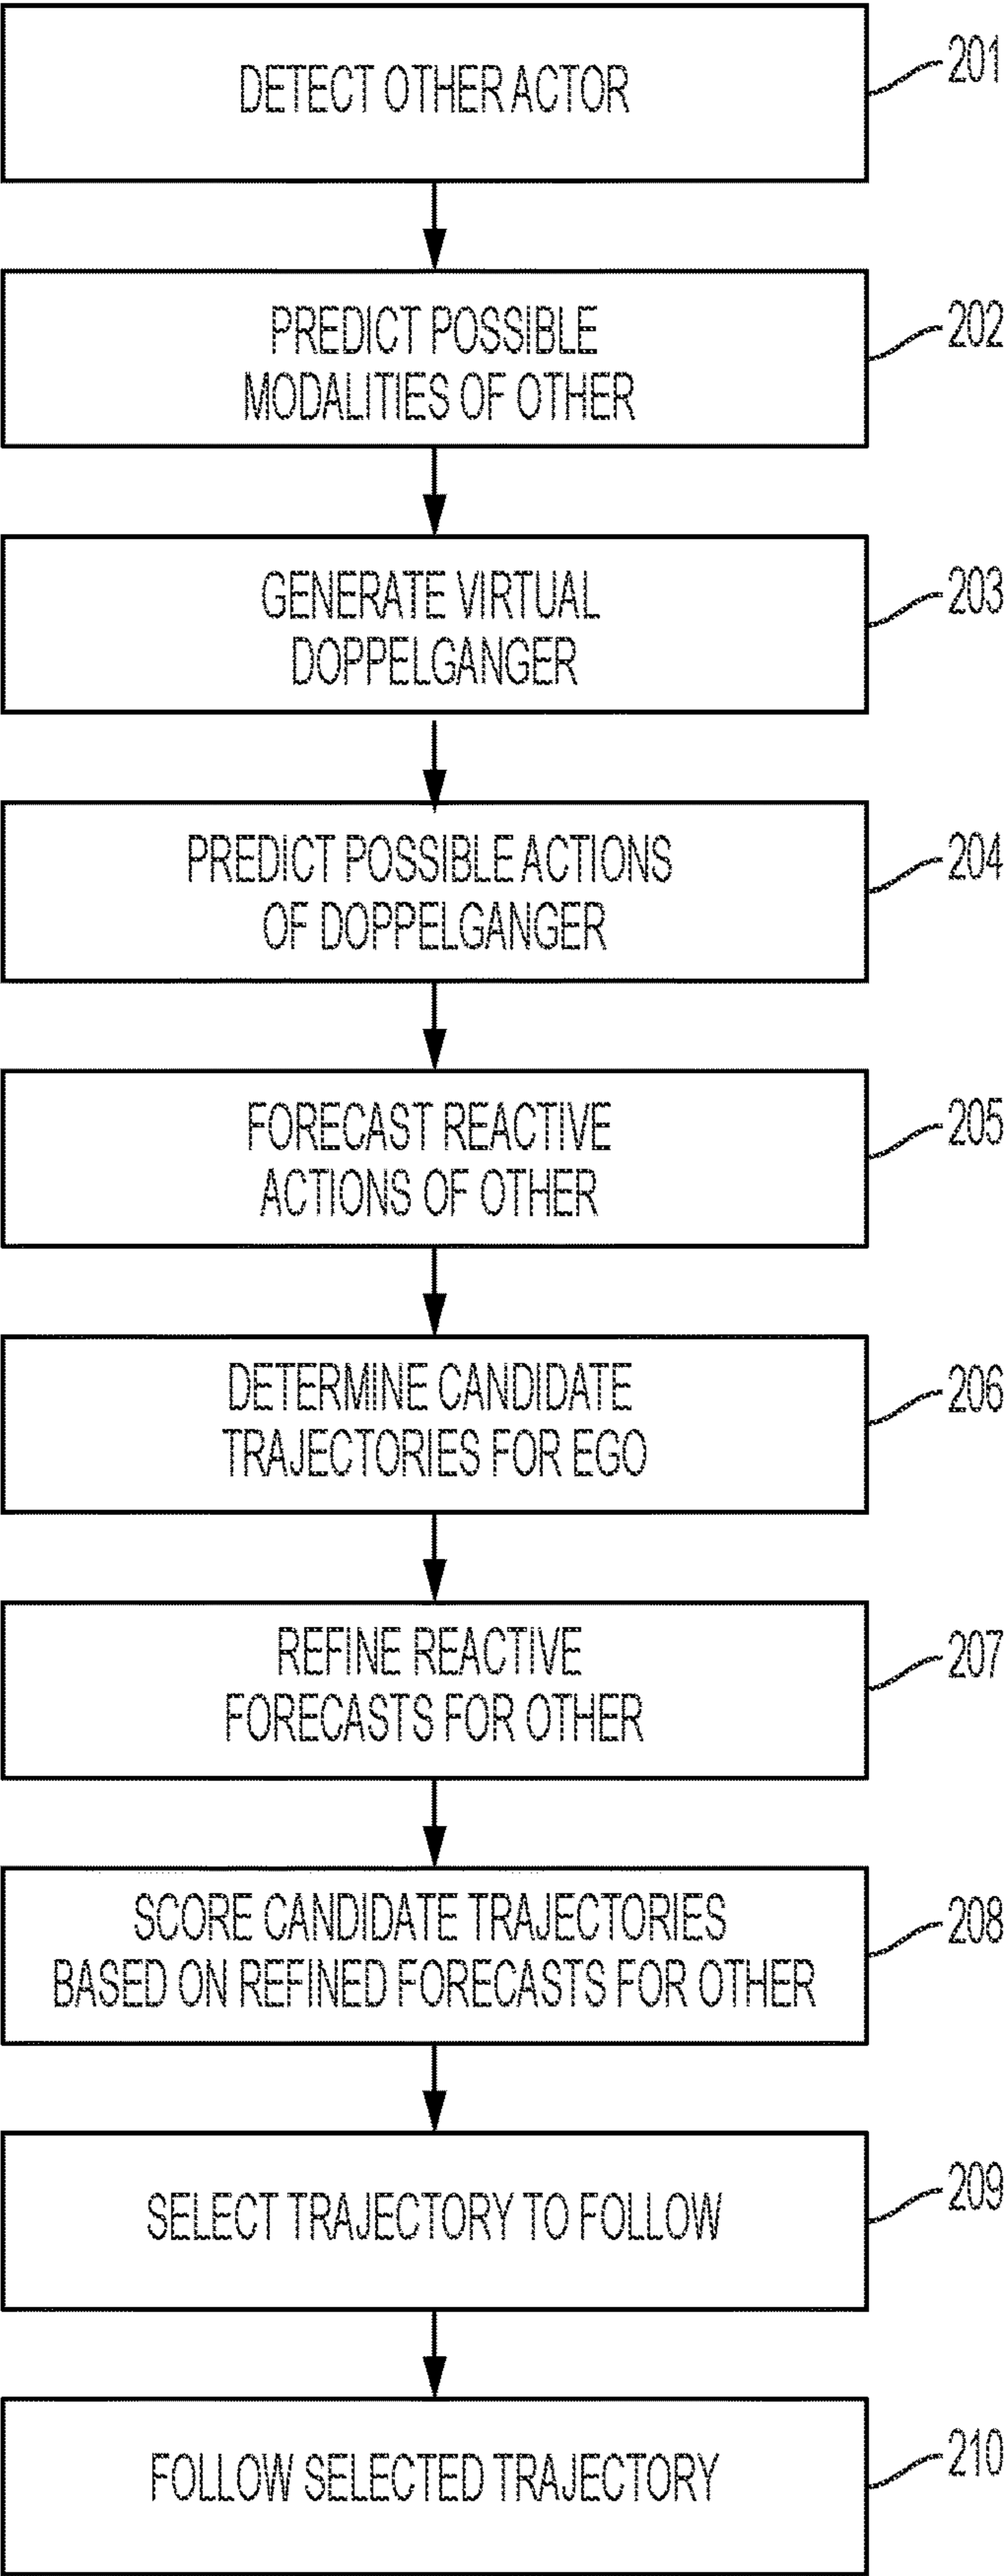 DETECT OTHER ACTOR
201
PREDICT POSSIBLE
MODALITIES OF OTHER
202
GENERATE VIRTUAL
DOPPELGANGER
203
PREDICT POSSIBLE ACTIONS
OF DOPPELGANGER
204
FORECAST REACTIVE
ACTIONS OF OTHER
205
DETERMINE CANDIDATE
TRAJECTORIES FOR EGO
206
REFINE REACTIVE
FORECASTS FOR OTHER
207
SCORE CANDIDATE TRAJECTORIES
BASED ON REFINED FORECASTS FOR OTHER
208
SELECT TRAJECTORY TO FOLLOW
209
FOLLOW SELECTED TRAJECTORY
210